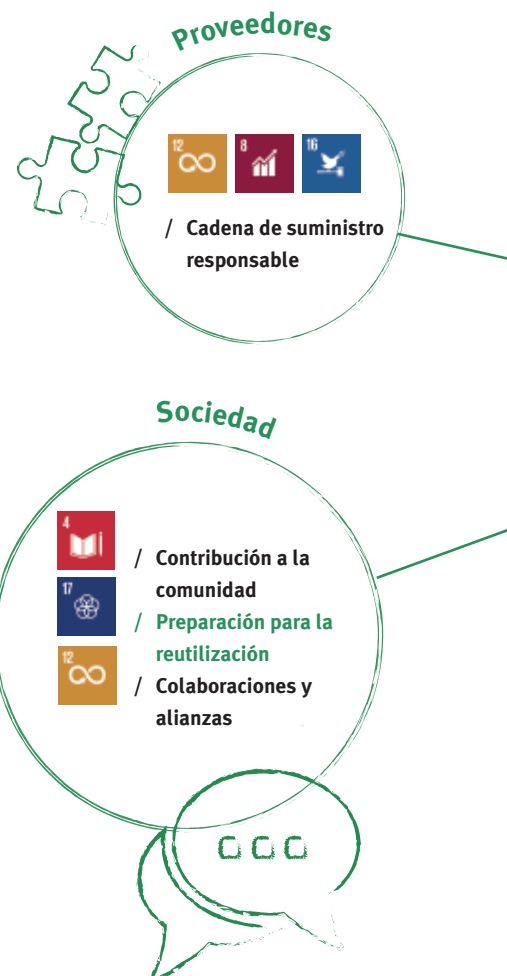 Proveedores
12 8 16
/ Cadena de suministro
responsable
Sociedad
4
/ Contribución a la
comunidad
17
/ Preparación para la
reutilización
12
/ Colaboraciones y
alianzas